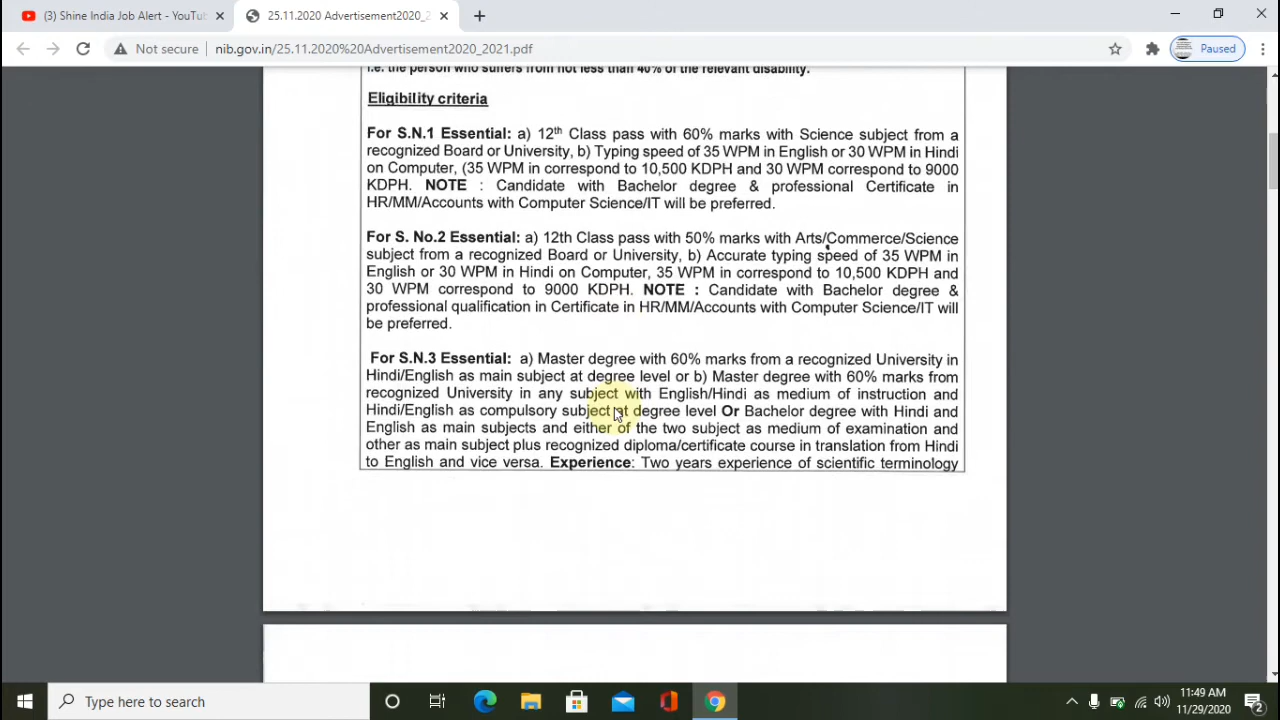 (3) Shine India Job Alert - YouTu
25.11.2020 Advertisement2020_2
Not secure
nib.gov.in/25.11.2020%20Advertisement2020_2021.pdf
Paused
i.e. the person who suffers from not less than 40% of the relevant disability.
Eligibility criteria
For S.N.1 Essential: a) 12th Class pass with 60% marks with Science subject from a
recognized Board or University, b) Typing speed of 35 WPM in English or 30 WPM in Hindi
on Computer, (35 WPM in correspond to 10,500 KDPH and 30 WPM correspond to 9000
KDPH. NOTE : Candidate with Bachelor degree & professional Certificate in
HR/MM/Accounts with Computer Science/IT will be preferred.
For S. No.2 Essential: a) 12th Class pass with 50% marks with Arts/Commerce/Science
subject from a recognized Board or University, b) Accurate typing speed of 35 WPM in
English or 30 WPM in Hindi on Computer, 35 WPM in correspond to 10,500 KDPH and
30 WPM correspond to 9000 KDPH. NOTE : Candidate with Bachelor degree &
professional qualification in Certificate in HR/MM/Accounts with Computer Science/IT will
be preferred.
For S.N.3 Essential: a) Master degree with 60% marks from a recognized University in
Hindi/English as main subject at degree level or b) Master degree with 60% marks from
recognized University in any subject with English/Hindi as medium of instruction and
Hindi/English as compulsory subject at degree level Or Bachelor degree with Hindi and
English as main subjects and either of the two subject as medium of examination and
other as main subject plus recognized diploma/certificate course in translation from Hindi
to English and vice versa. Experience: Two years experience of scientific terminology
Type here to search
11:49 AM
11/29/2020
2